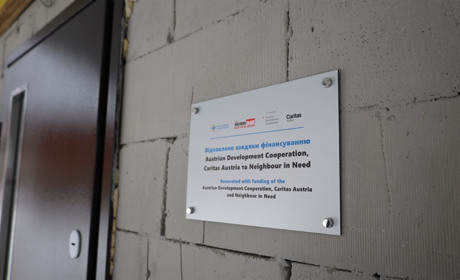 Caritas
Відновлено завдяки фінансуванню
Austrian Development Cooperation,
Caritas Austria та Neighbour in Need
Renovated with funding of the
Austrian Development Cooperation, Caritas Austria
and Neighbour in Need